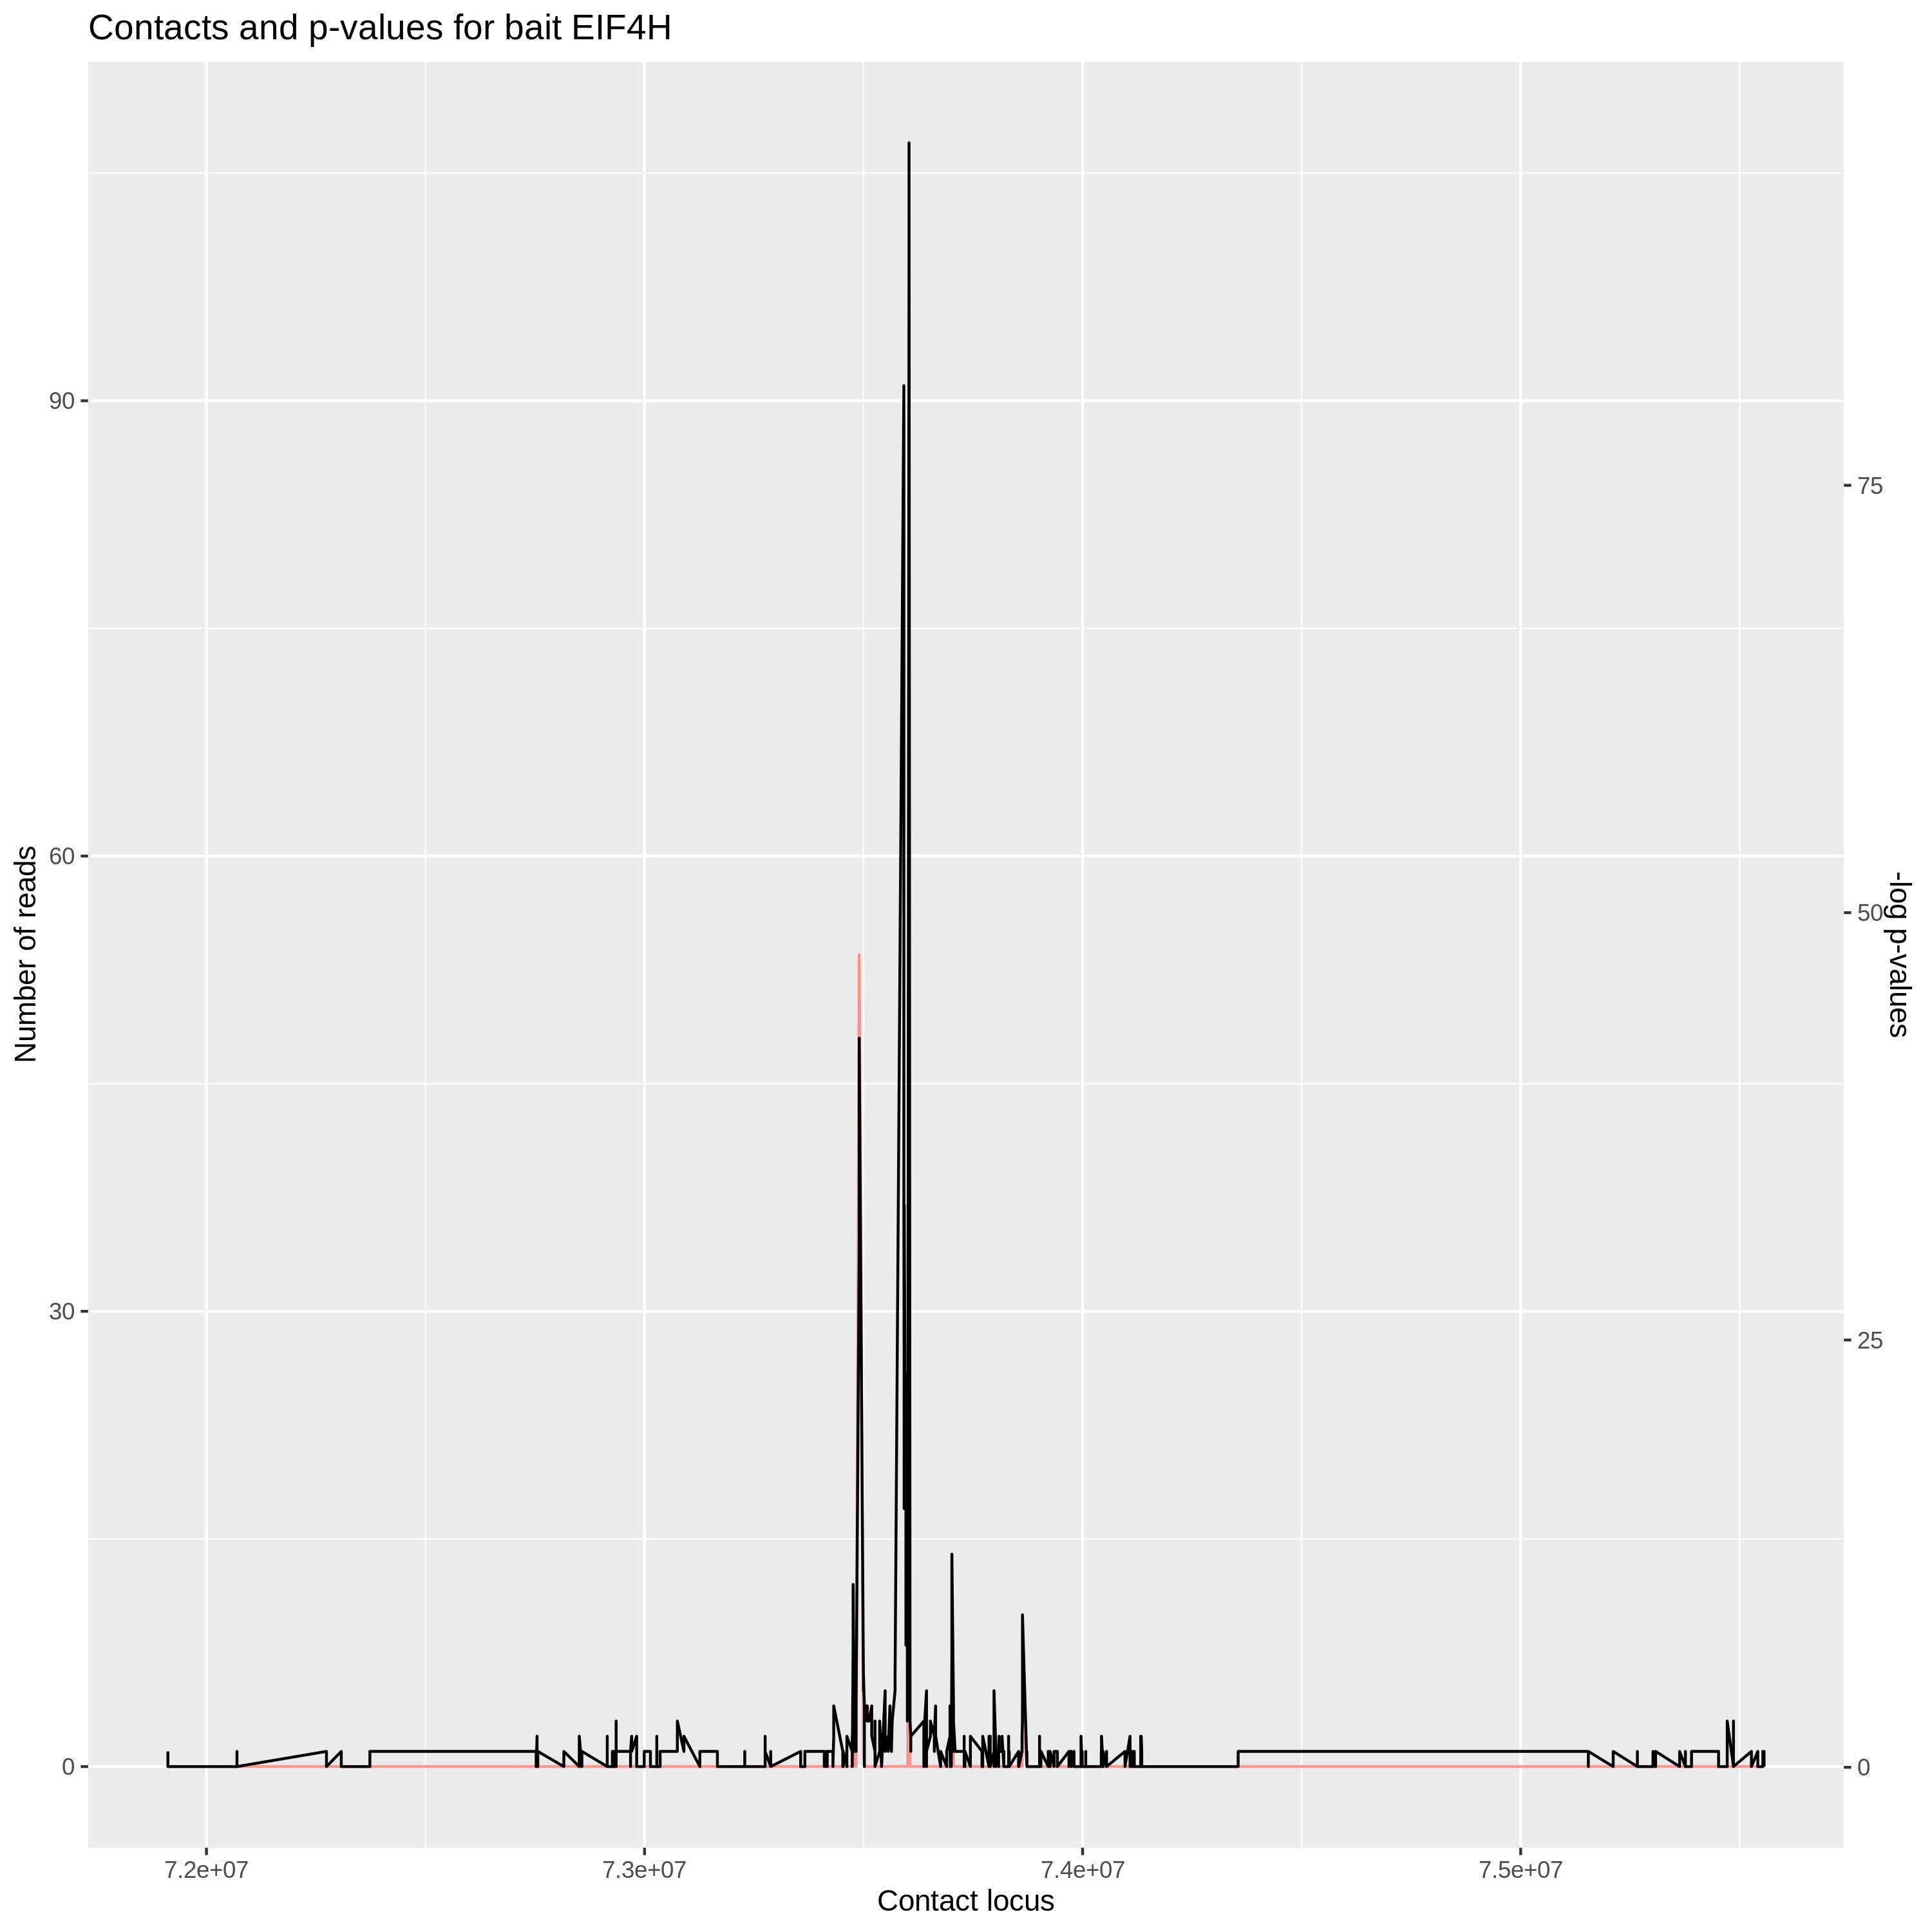 Contacts and p-values for bait EIF4H
90
60
30
0
Number of reads
75
50
25
0
-log p-values
7.2e+07
7.3e+07
7.4e+07
7.5e+07
Contact locus